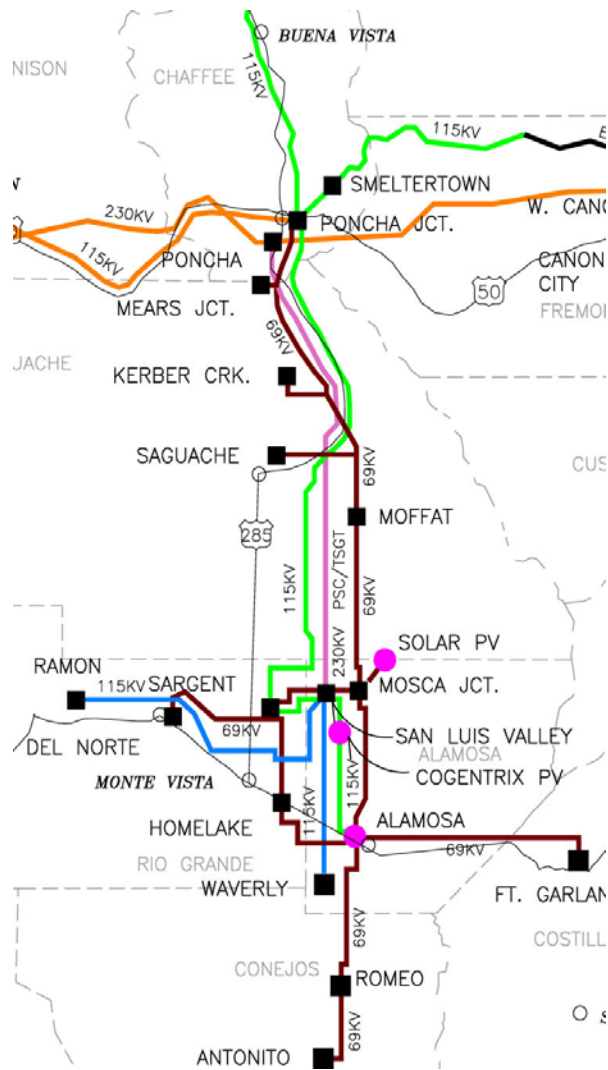 BUENA VISTA
NISON
CHAFFEE
115KV
115KV
SMELTERTOWN
230KV
PONCHA JCT.
W. CANO
115KV
PONCHA
CANON
CITY
50
MEARS JCT.
FREMO
69KV
JACHE
KERBER CRK.
SAGUACHE
69KV
CUS
MOFFAT
285
115KV
PSC/TSGT
230KV
69KV
SOLAR PV
RAMON
115KV
SARGENT
MOSCA JCT.
69KV
SAN LUIS VALLEY
DEL NORTE
ALAMOSA
MONTE VISTA
COGENTRIX PV
115KV
115KV
HOMELAKE
ALAMOSA
69KV
RIO GRANDE
WAVERLY
FT. GARLAN
69KV
COSTILL
CONEJOS
ROMEO
69KV
ANTONITO